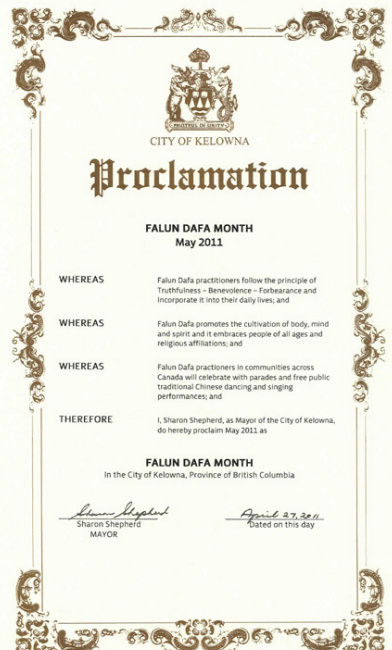 FRUITFUL IN UNITY
CITY OF KELOWNA
Proclamation
FALUN DAFA MONTH
May 2011
WHEREAS Falun Dafa practitioners follow the principle of
Truthfulness – Benevolence – Forbearance and
incorporate it into their daily lives; and
WHEREAS Falun Dafa promotes the cultivation of body, mind
and spirit and it embraces people of all ages and
religious affiliations; and
WHEREAS Falun Dafa practioners in communities across
Canada will celebrate with parades and free public
traditional Chinese dancing and singing
performances; and
THEREFORE I, Sharon Shepherd, as Mayor of the City of Kelowna,
do hereby proclaim May 2011 as
FALUN DAFA MONTH
In the City of Kelowna, Province of British Columbia
Sharon Shepherd April 27, 2011
Sharon Shepherd Dated on this day
MAYOR